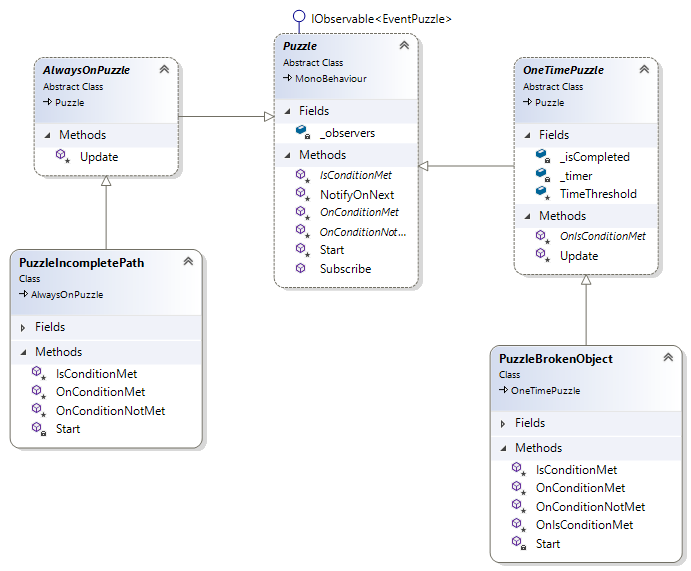 IObservable<EventPuzzle>
Puzzle
Abstract Class
MonoBehaviour
Fields
_observers
Methods
IsConditionMet
NotifyOnNext
OnConditionMet
OnConditionNot...
Start
Subscribe
AlwaysOnPuzzle
Abstract Class
Puzzle
Methods
Update
OneTimePuzzle
Abstract Class
Puzzle
Fields
_isCompleted
_timer
TimeThreshold
Methods
OnIsConditionMet
Update
PuzzleIncompletePath
Class
AlwaysOnPuzzle
Fields
Methods
IsConditionMet
OnConditionMet
OnConditionNotMet
Start
PuzzleBrokenObject
Class
OneTimePuzzle
Fields
Methods
IsConditionMet
OnConditionMet
OnConditionNotMet
OnIsConditionMet
Start